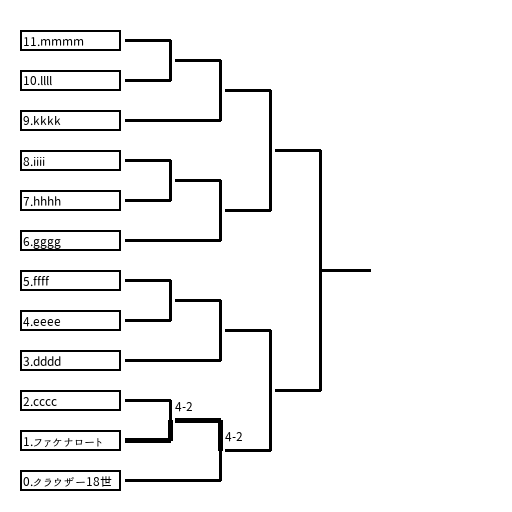 11.mmmm
10.llll
9.kkkk
8.iiii
7.hhhh
6.gggg
5.ffff
4.eeee
3.dddd
2.cccc
4-2
1.ファケナロート
4-2
0.クラウザー18世